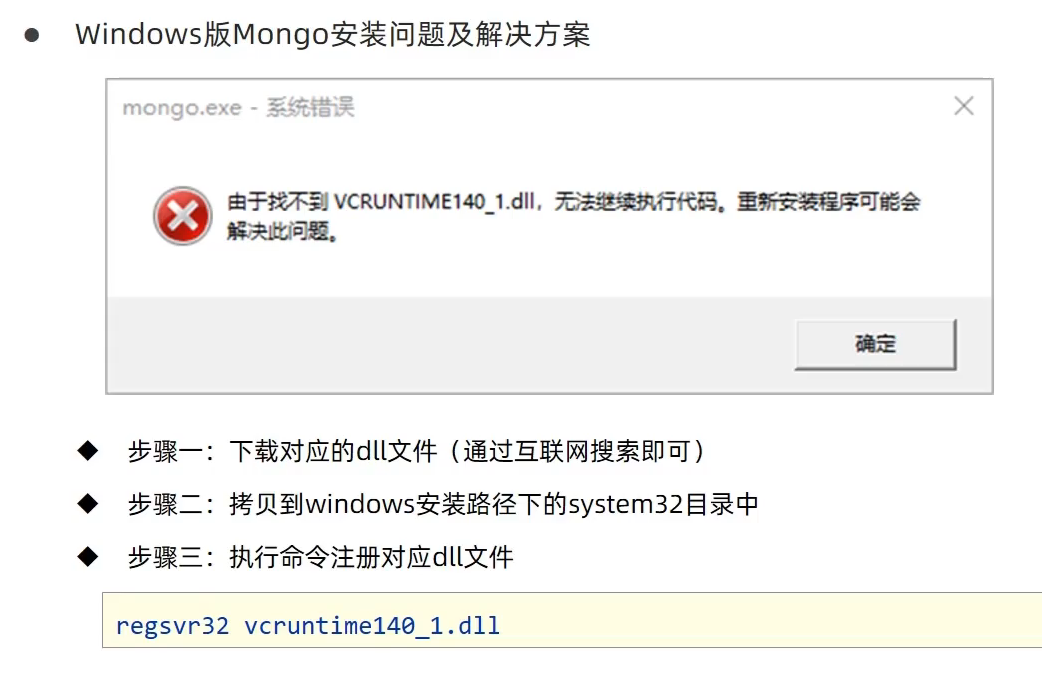 Windows版Mongo安装问题及解决方案
mongo.exe - 系统错误
由于找不到 VCRUNTIME140_1.dll，无法继续执行代码。重新安装程序可能会
解决此问题。
确定
步骤一：下载对应的dll文件（通过互联网搜索即可）
步骤二：拷贝到windows安装路径下的system32目录中
步骤三：执行命令注册对应dll文件
regsvr32 vcruntime140_1.dll